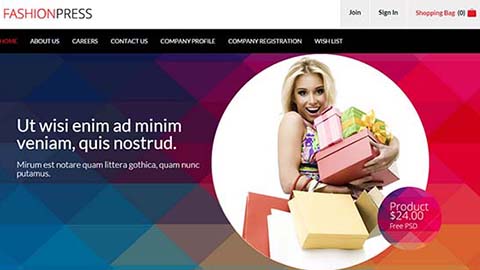 FASHIONPRESS
Join
Sign In
Shopping Bag (0)
HOME
ABOUT US
CAREERS
CONTACT US
COMPANY PROFILE
COMPANY REGISTRATION
WISH LIST
Ut wisi enim ad minim
veniam, quis nostrud.
Mirum est notare quam littera gothica, quam nunc
putamus.
Product
$24.00
Free PSD